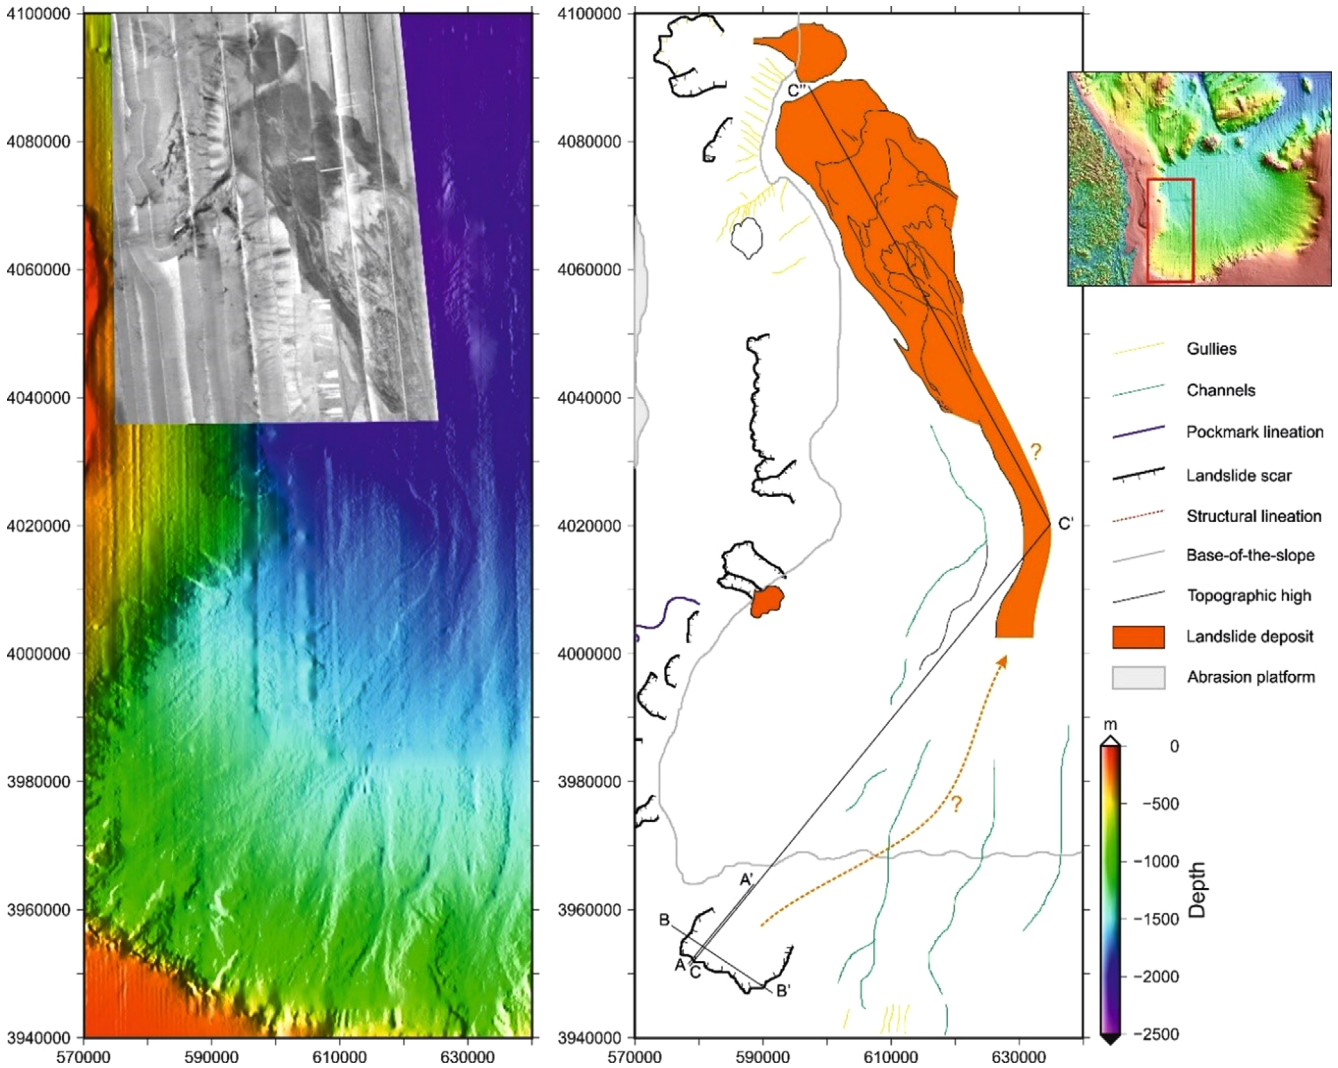 4100000
4080000
4060000
4040000
4020000
4000000
3980000
3960000
3940000
570000 590000 610000 630000
4100000
4080000
4060000
4040000
4020000
4000000
3980000
3960000
3940000
570000 590000 610000 630000
C''
?
C'
?
A'
B
A C
B'
Gullies
Channels
Pockmark lineation
Landslide scar
Structural lineation
Base-of-the-slope
Topographic high
Landslide deposit
Abrasion platform
m
0
−500
−1000
−1500
−2000
−2500
Depth